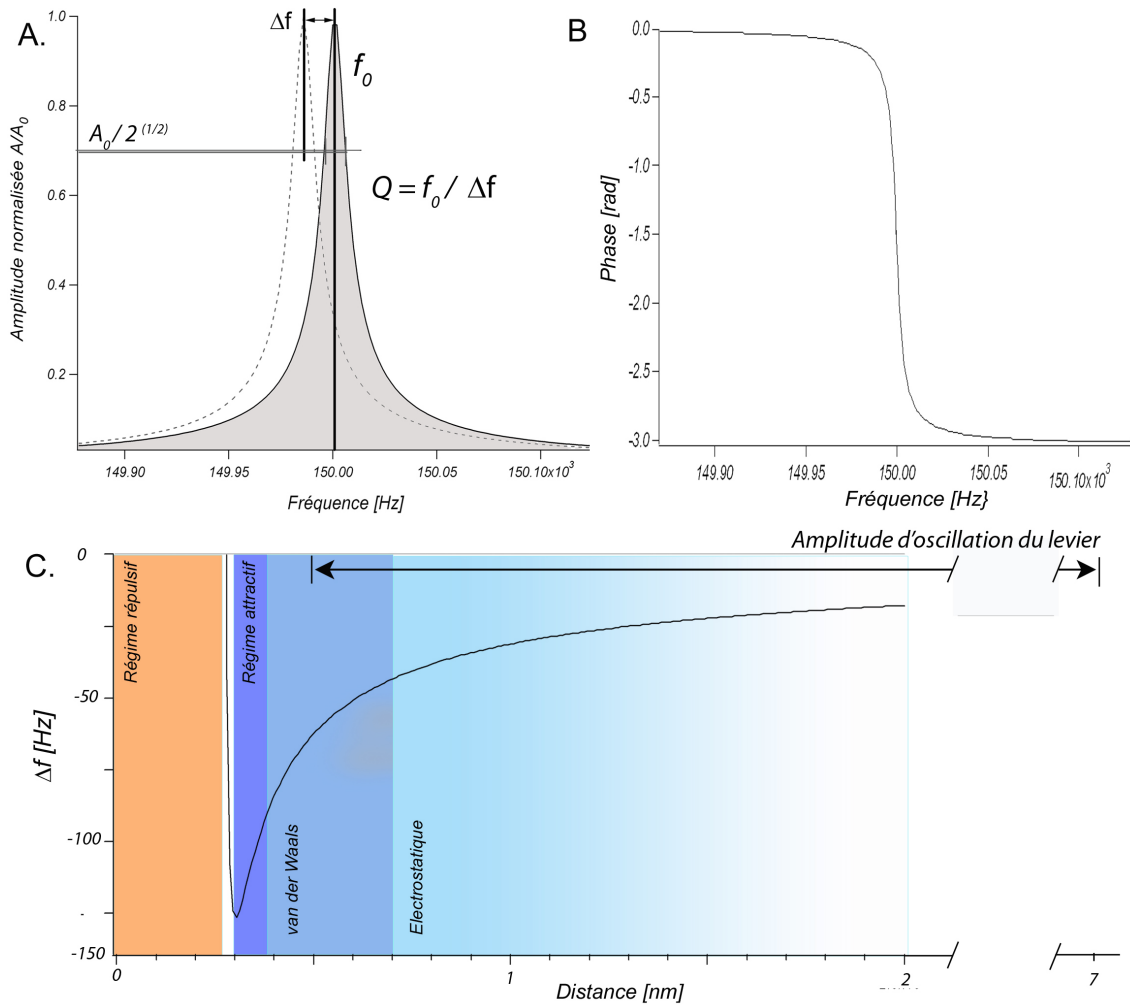 A.
Δf
f0
A0 / 2 (1/2)
Q = f0 / Δf
Amplitude normalisée A/A0
1.0
0.8
0.6
0.4
0.2
149.90
149.95
150.00
150.05
150.10x10³
Fréquence [Hz]
B
Phase [rad]
0.0
-0.5
-1.0
-1.5
-2.0
-2.5
-3.0
149.90
149.95
150.00
150.05
150.10x10³
Fréquence [Hz}
C.
Amplitude d'oscillation du levier
Régime répulsif
Régime attractif
van der Waals
Electrostatique
Δf [Hz]
0
-50
-100
-
-150
0
1
2
7
Distance [nm]